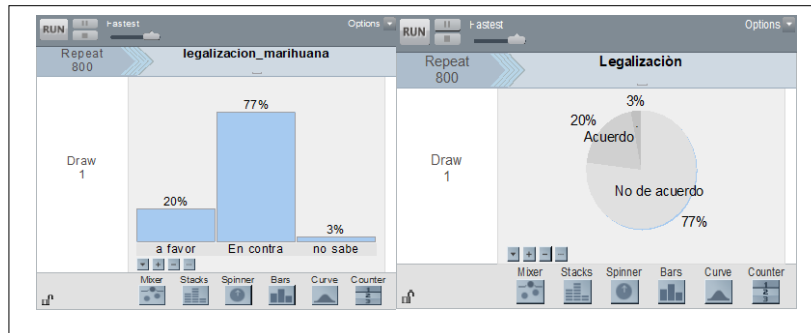 RUN
Fastest
Options
Repeat
800
legalizacion_marihuana
Draw
1
77%
20%
3%
a favor
En contra
no sabe
Mixer
Stacks
Spinner
Bars
Curve
Counter
RUN
Fastest
Options
Repeat
800
Legalizaciòn
Draw
1
3%
20%
Acuerdo
No de acuerdo
77%
Mixer
Stacks
Spinner
Bars
Curve
Counter